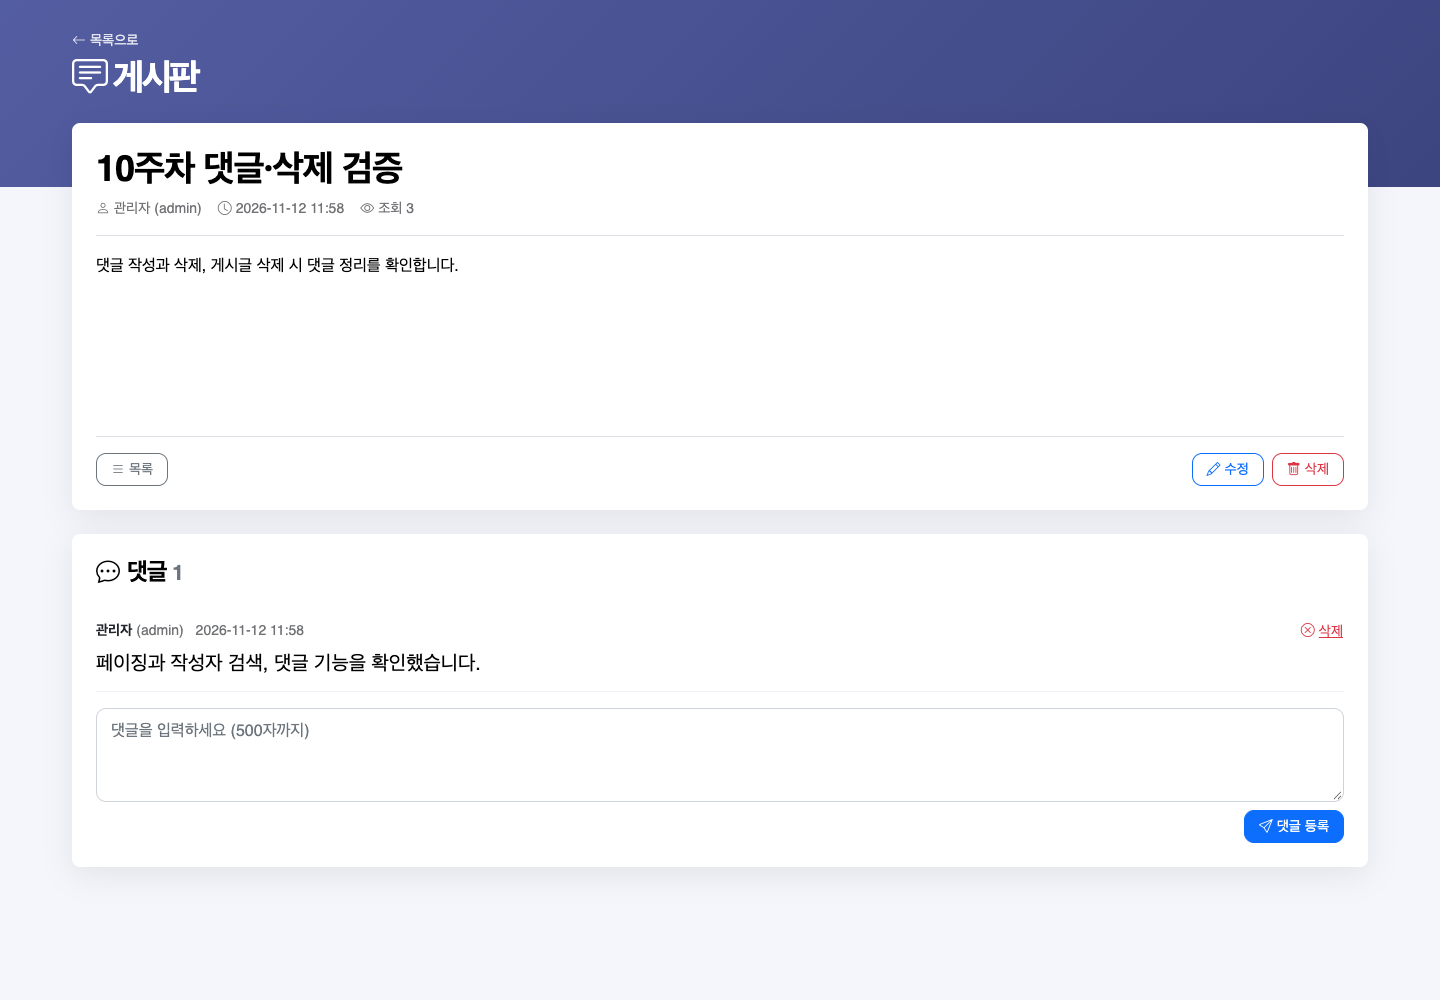 목록으로
게시판
10주차 댓글·삭제 검증
관리자 (admin) 2026-11-12 11:58 조회 3
댓글 작성과 삭제, 게시글 삭제 시 댓글 정리를 확인합니다.
목록 수정 삭제
댓글 1
관리자 (admin) 2026-11-12 11:58 삭제
페이징과 작성자 검색, 댓글 기능을 확인했습니다.
댓글을 입력하세요 (500자까지)
댓글 등록